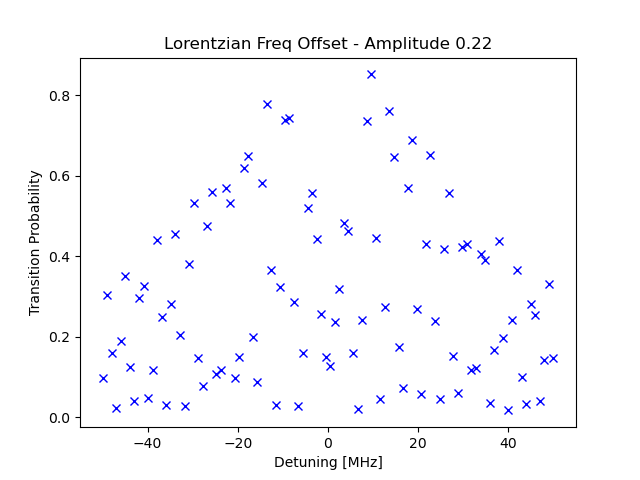 Lorentzian Freq Offset - Amplitude 0.22
Transition Probability
0.8
0.6
0.4
0.2
0.0
−40 −20 0 20 40
Detuning [MHz]